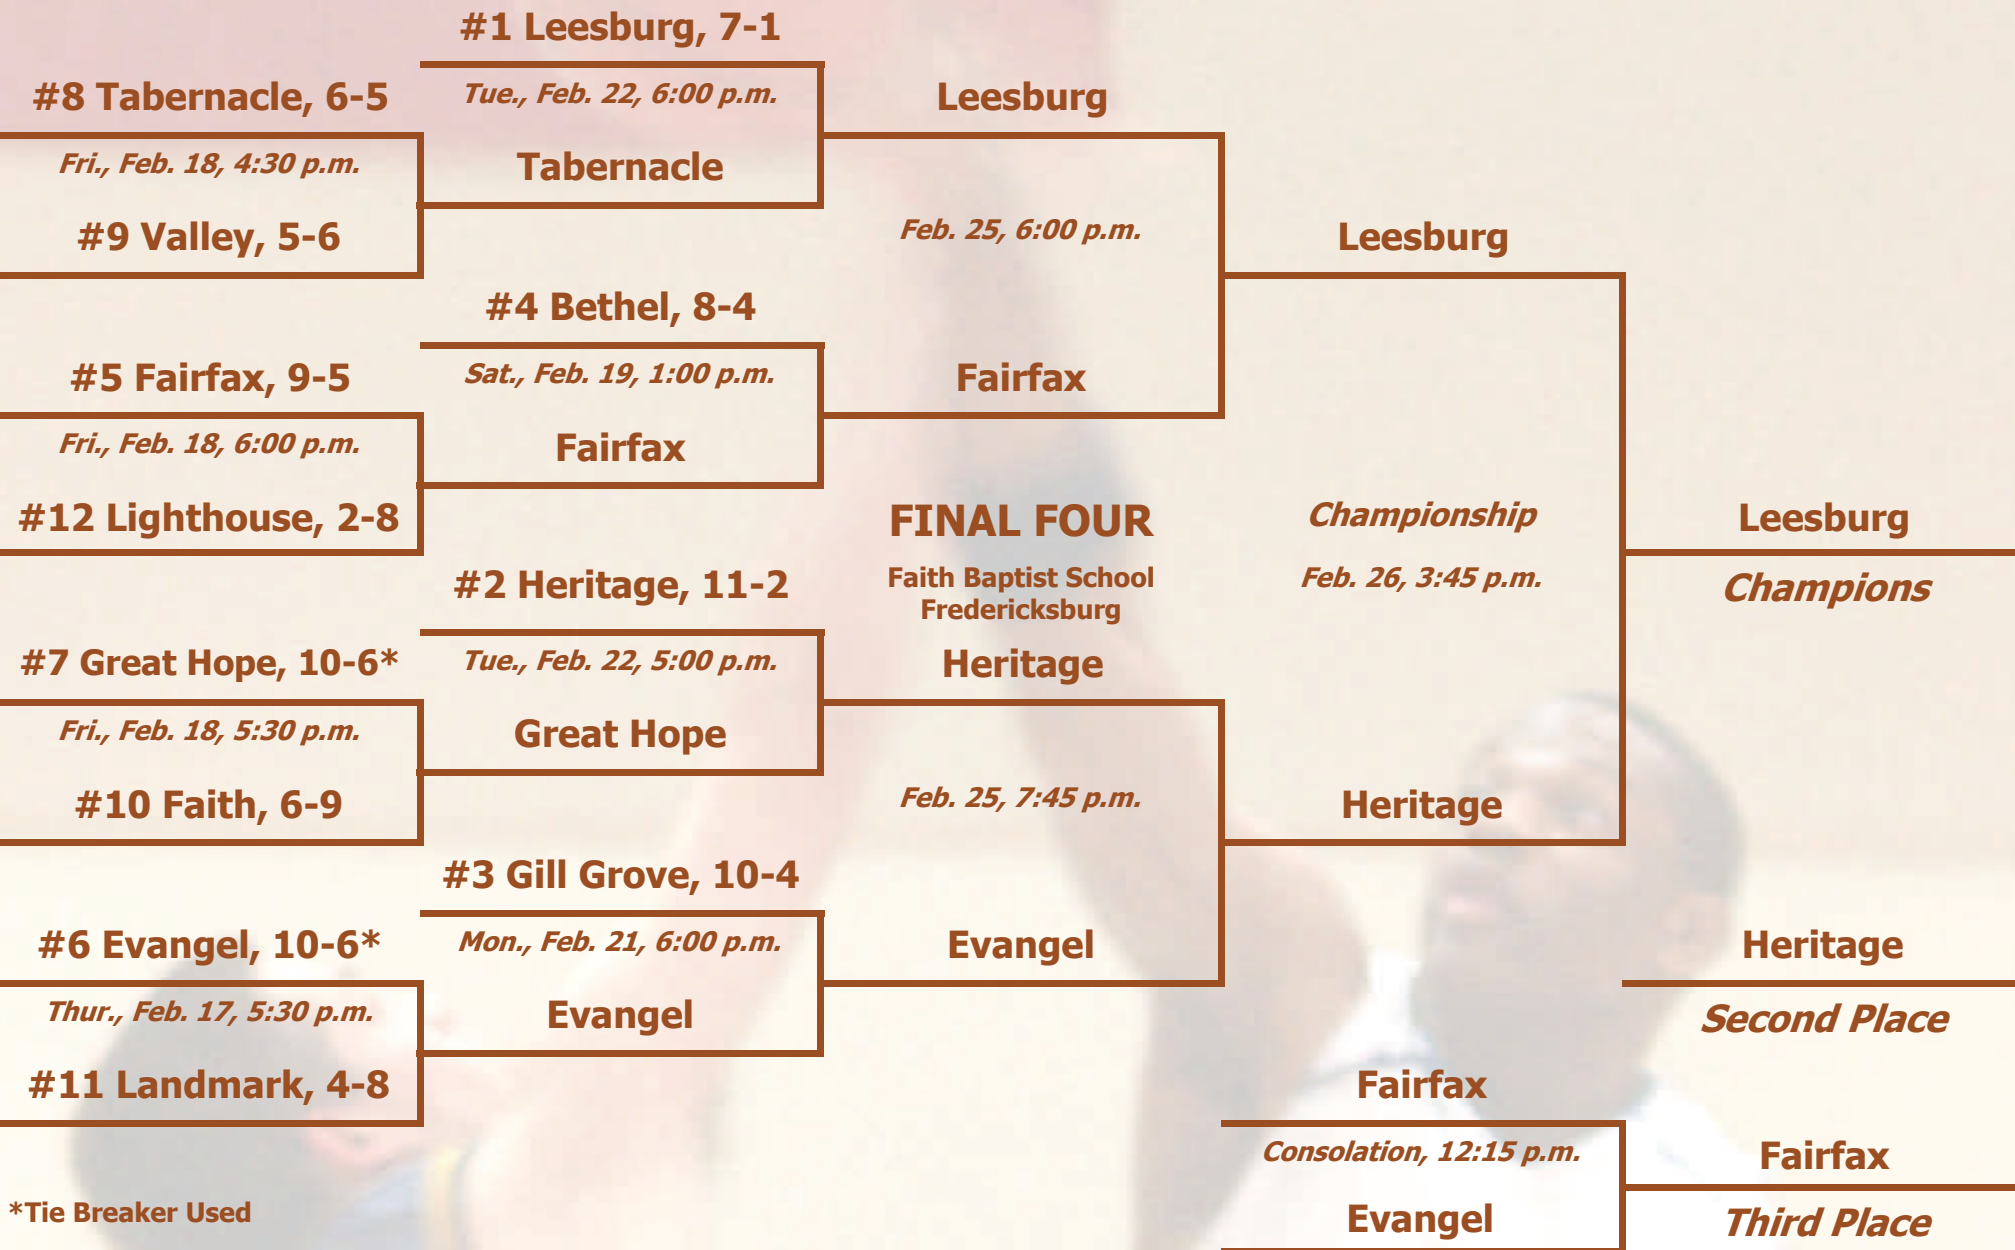 #1 Leesburg, 7-1
#8 Tabernacle, 6-5
Tue., Feb. 22, 6:00 p.m.
Leesburg
Fri., Feb. 18, 4:30 p.m.
Tabernacle
#9 Valley, 5-6
Feb. 25, 6:00 p.m.
Leesburg
#4 Bethel, 8-4
#5 Fairfax, 9-5
Sat., Feb. 19, 1:00 p.m.
Fairfax
Fri., Feb. 18, 6:00 p.m.
Fairfax
#12 Lighthouse, 2-8
FINAL FOUR
Championship
Leesburg
#2 Heritage, 11-2
Faith Baptist School
Fredericksburg
Feb. 26, 3:45 p.m.
Champions
#7 Great Hope, 10-6*
Tue., Feb. 22, 5:00 p.m.
Heritage
Fri., Feb. 18, 5:30 p.m.
Great Hope
#10 Faith, 6-9
Feb. 25, 7:45 p.m.
Heritage
#3 Gill Grove, 10-4
#6 Evangel, 10-6*
Mon., Feb. 21, 6:00 p.m.
Evangel
Heritage
Thur., Feb. 17, 5:30 p.m.
Evangel
Second Place
#11 Landmark, 4-8
Fairfax
Consolation, 12:15 p.m.
Fairfax
*Tie Breaker Used
Evangel
Third Place